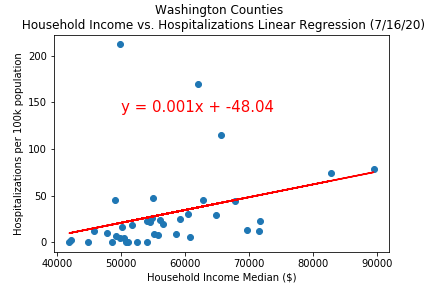 Washington Counties
Household Income vs. Hospitalizations Linear Regression (7/16/20)
200
150
100
50
0
Hospitalizations per 100k population
y = 0.001x + -48.04
40000 50000 60000 70000 80000 90000
Household Income Median ($)